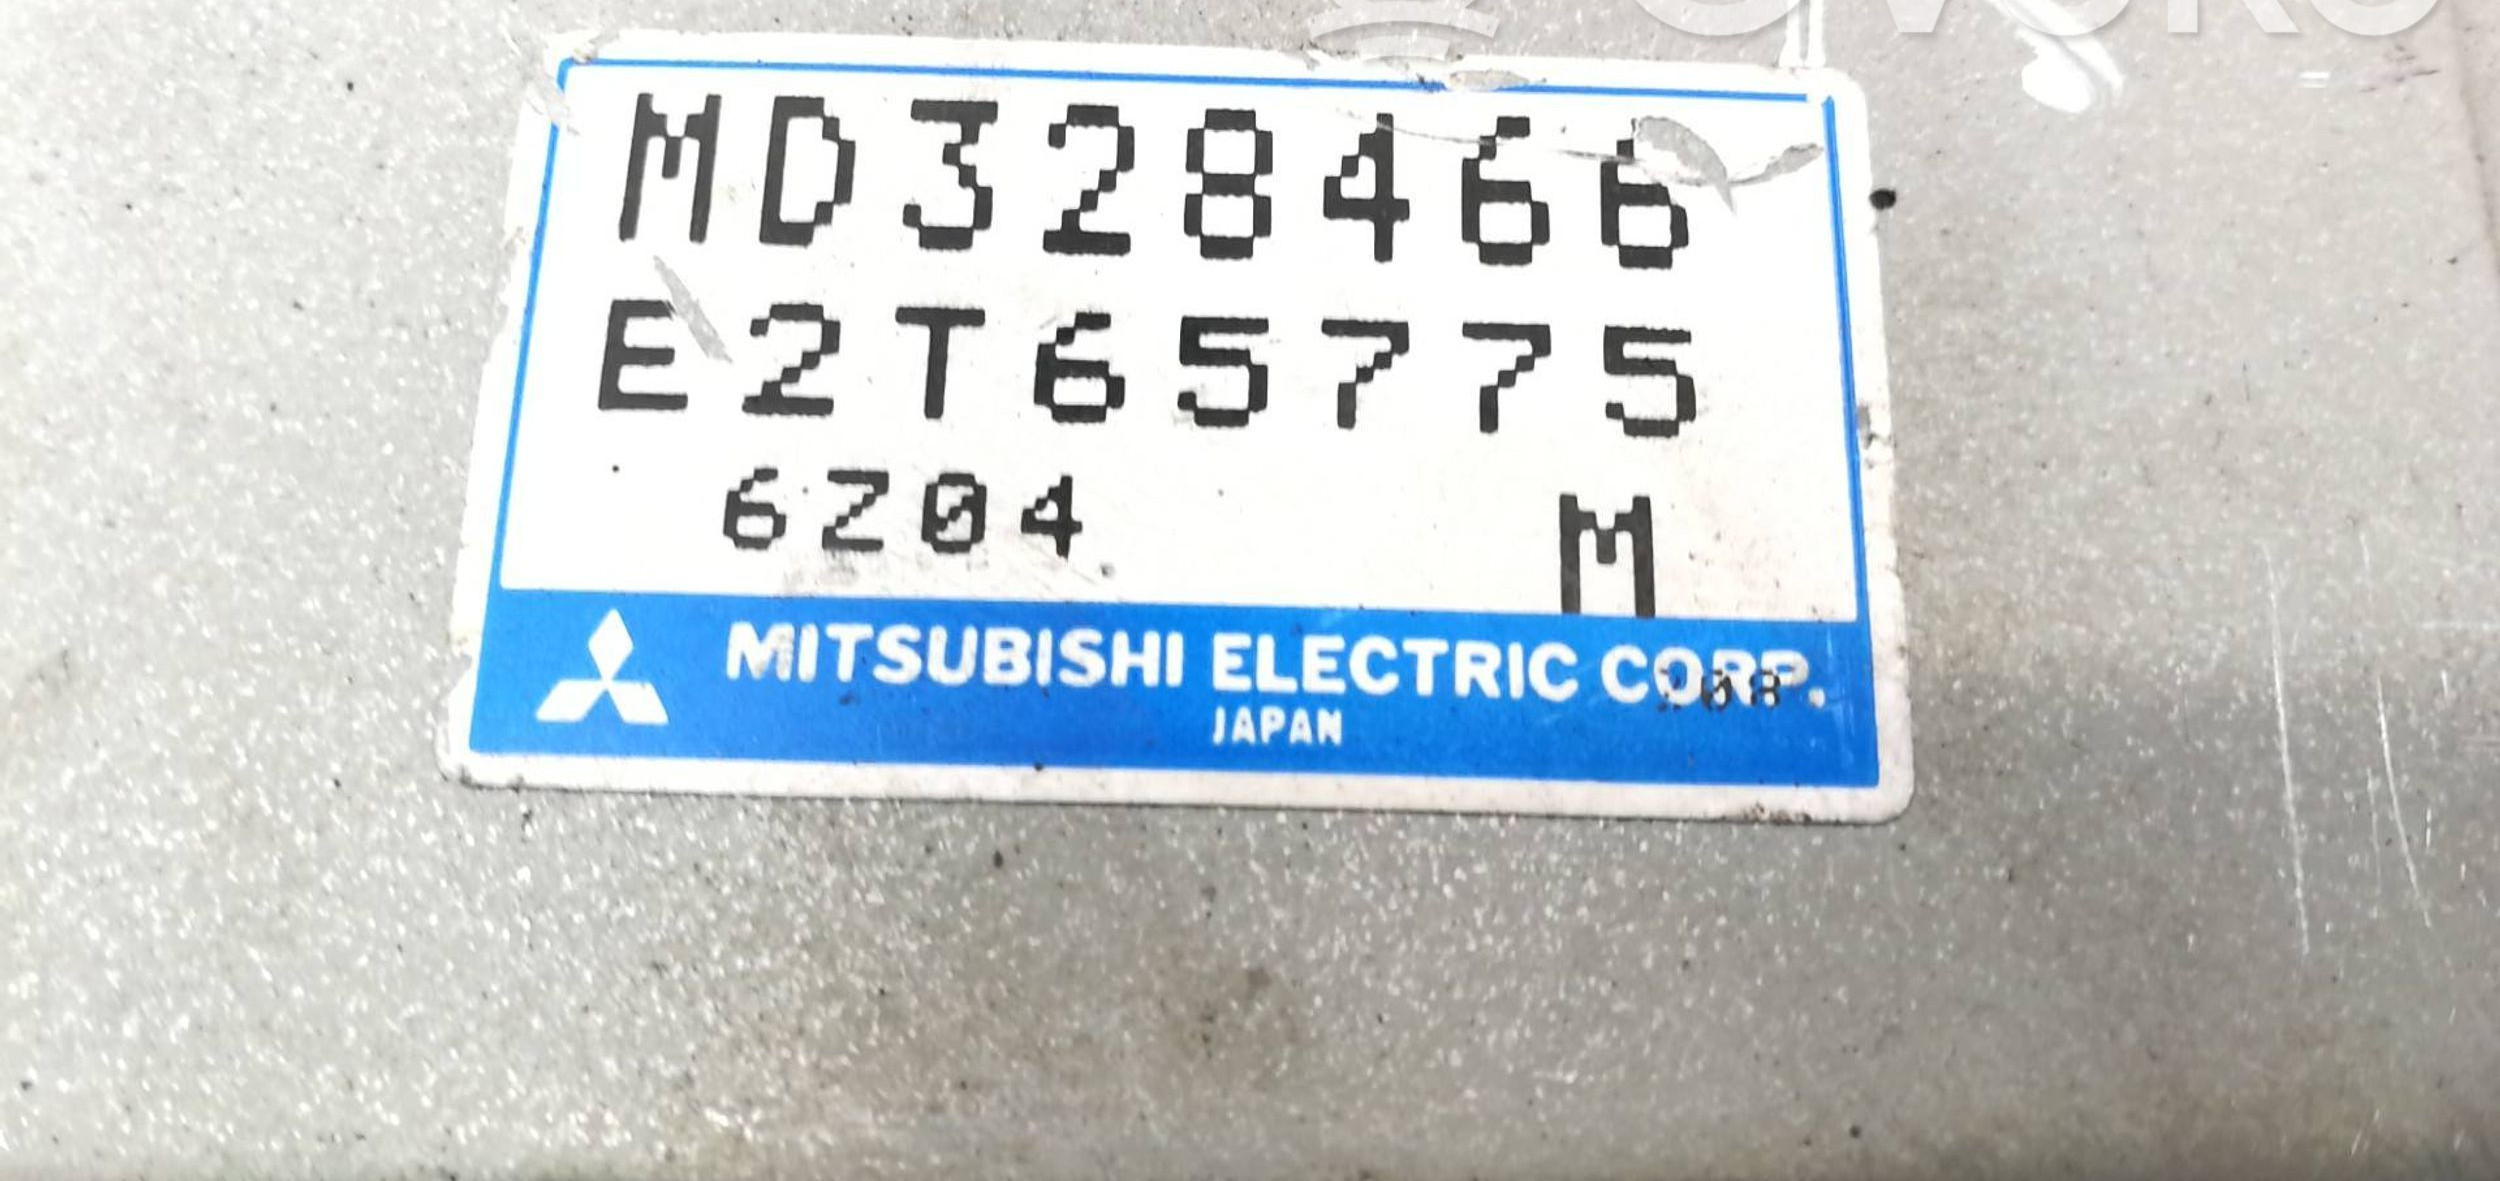 MD328466
E2T65775
6Z04 M
MITSUBISHI ELECTRIC CORP.
JAPAN